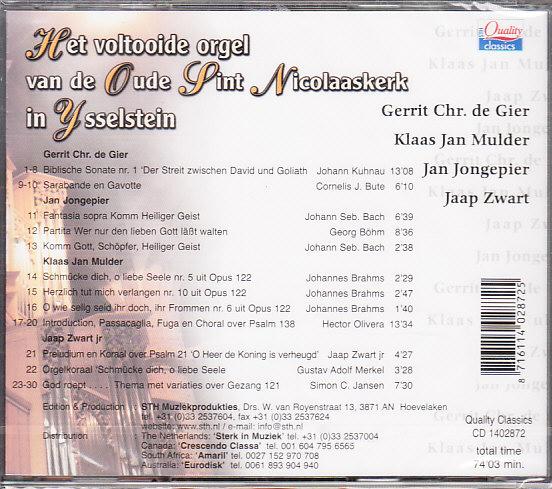 Het voltooide orgel
van de Oude Sint Nicolaaskerk
in Ysselstein
Quality
classics
Gerrit Chr. de Gier
Klaas Jan Mulder
Jan Jongepier
Jaap Zwart
Gerrit Chr. de Gier
1-8 Biblische Sonate nr. 1 'Der Streit zwischen David und Goliath Johann Kuhnau 13'08
9-10 Sarabande en Gavotte Cornelis J. Bute 6'10
Jan Jongepier
11 Fantasia sopra Komm Heiliger Geist Johann Seb. Bach 6'39
12 Partita Wer nur den lieben Gott läßt walten Georg Böhm 8'36
13 Komm Gott, Schöpfer, Heiliger Geist Johann Seb. Bach 2'38
Klaas Jan Mulder
14 Schmücke dich, o liebe Seele nr. 5 uit Opus 122 Johannes Brahms 2'29
15 Herzlich tut mich verlangen nr. 10 uit Opus 122 Johannes Brahms 2'47
16 O wie selig seid ihr doch, ihr Frommen nr. 6 uit Opus 122 Johannes Brahms 1'40
17-20 Introduction, Passacaglia, Fuga en Choral over Psalm 138 Hector Olivera 13'34
Jaap Zwart jr
21 Preludium en Koraal over Psalm 21 'O Heer de Koning is verheugd' Jaap Zwart jr 4'27
22 Orgelkoraal 'Schmücke dich, o liebe Seele Gustav Adolf Merkel 3'28
23-30 God roept . . . . Thema met variaties over Gezang 121 Simon C. Jansen 7'30
Edition & Production : STH Muziekprodukties, Drs. W. van Royenstraat 13, 3871 AN Hoevelaken
tel +31 (0)33 2537604, fax +31 (0)33 2537624
website: www.sth.nl / e-mail: info@sth.nl
Distribution : The Netherlands: 'Sterk in Muziek' tel. +31 (0)33 2537004
Canada: 'Crescendo Classa' tel. 001 604 795 6565
South Africa: 'Amaril' tel. 0027 152 970 708
Australia: 'Eurodisk' tel. 0061 893 904 940
8 716114 028725
Quality Classics
CD 1402872
total time
74'03 min.
Gerrit Chr. de
Klaas Jan Mul
Jaap Zw
Jan Jong